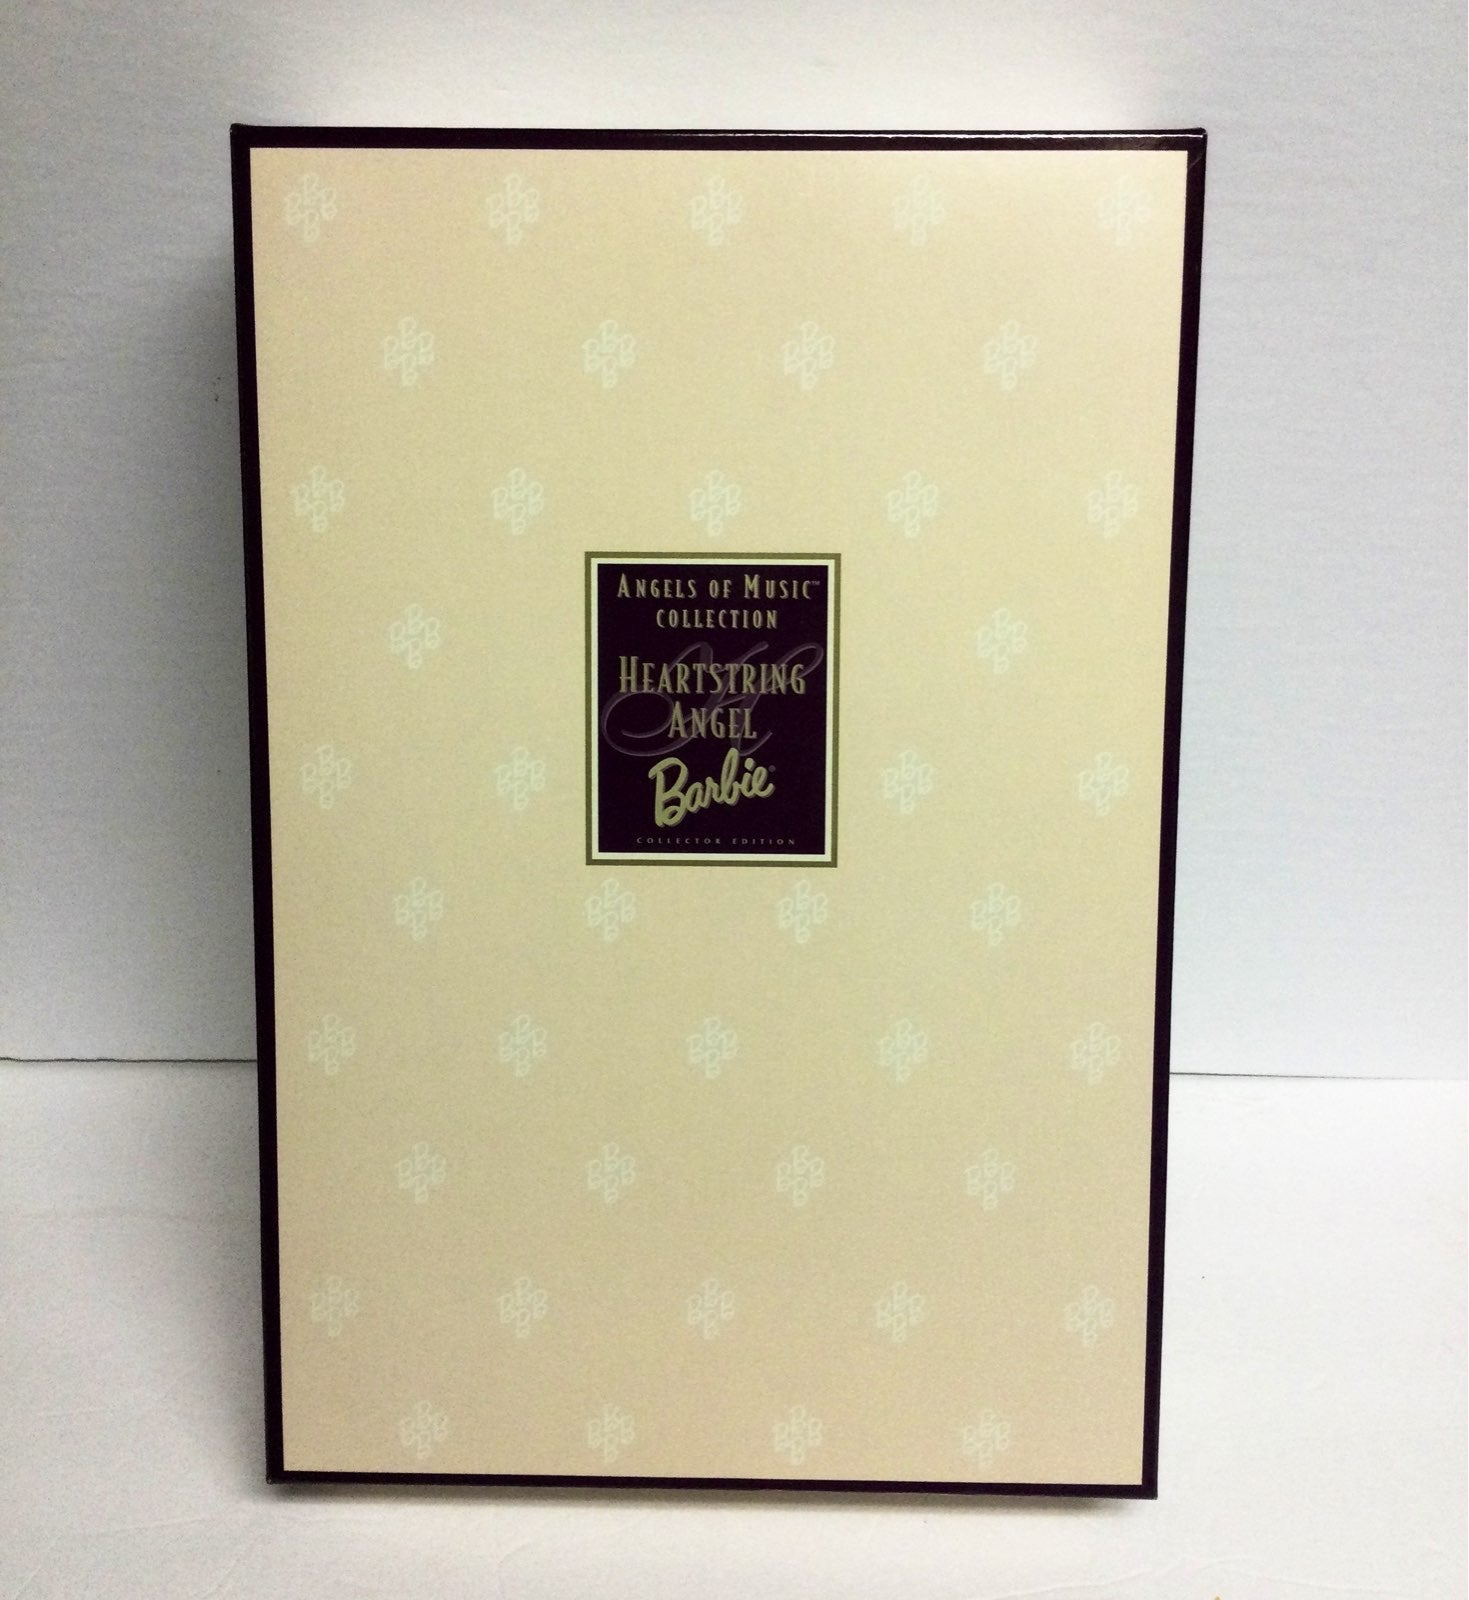 ANGELS OF MUSIC™
COLLECTION
HEARTSTRING
ANGEL
Barbie®
COLLECTOR EDITION